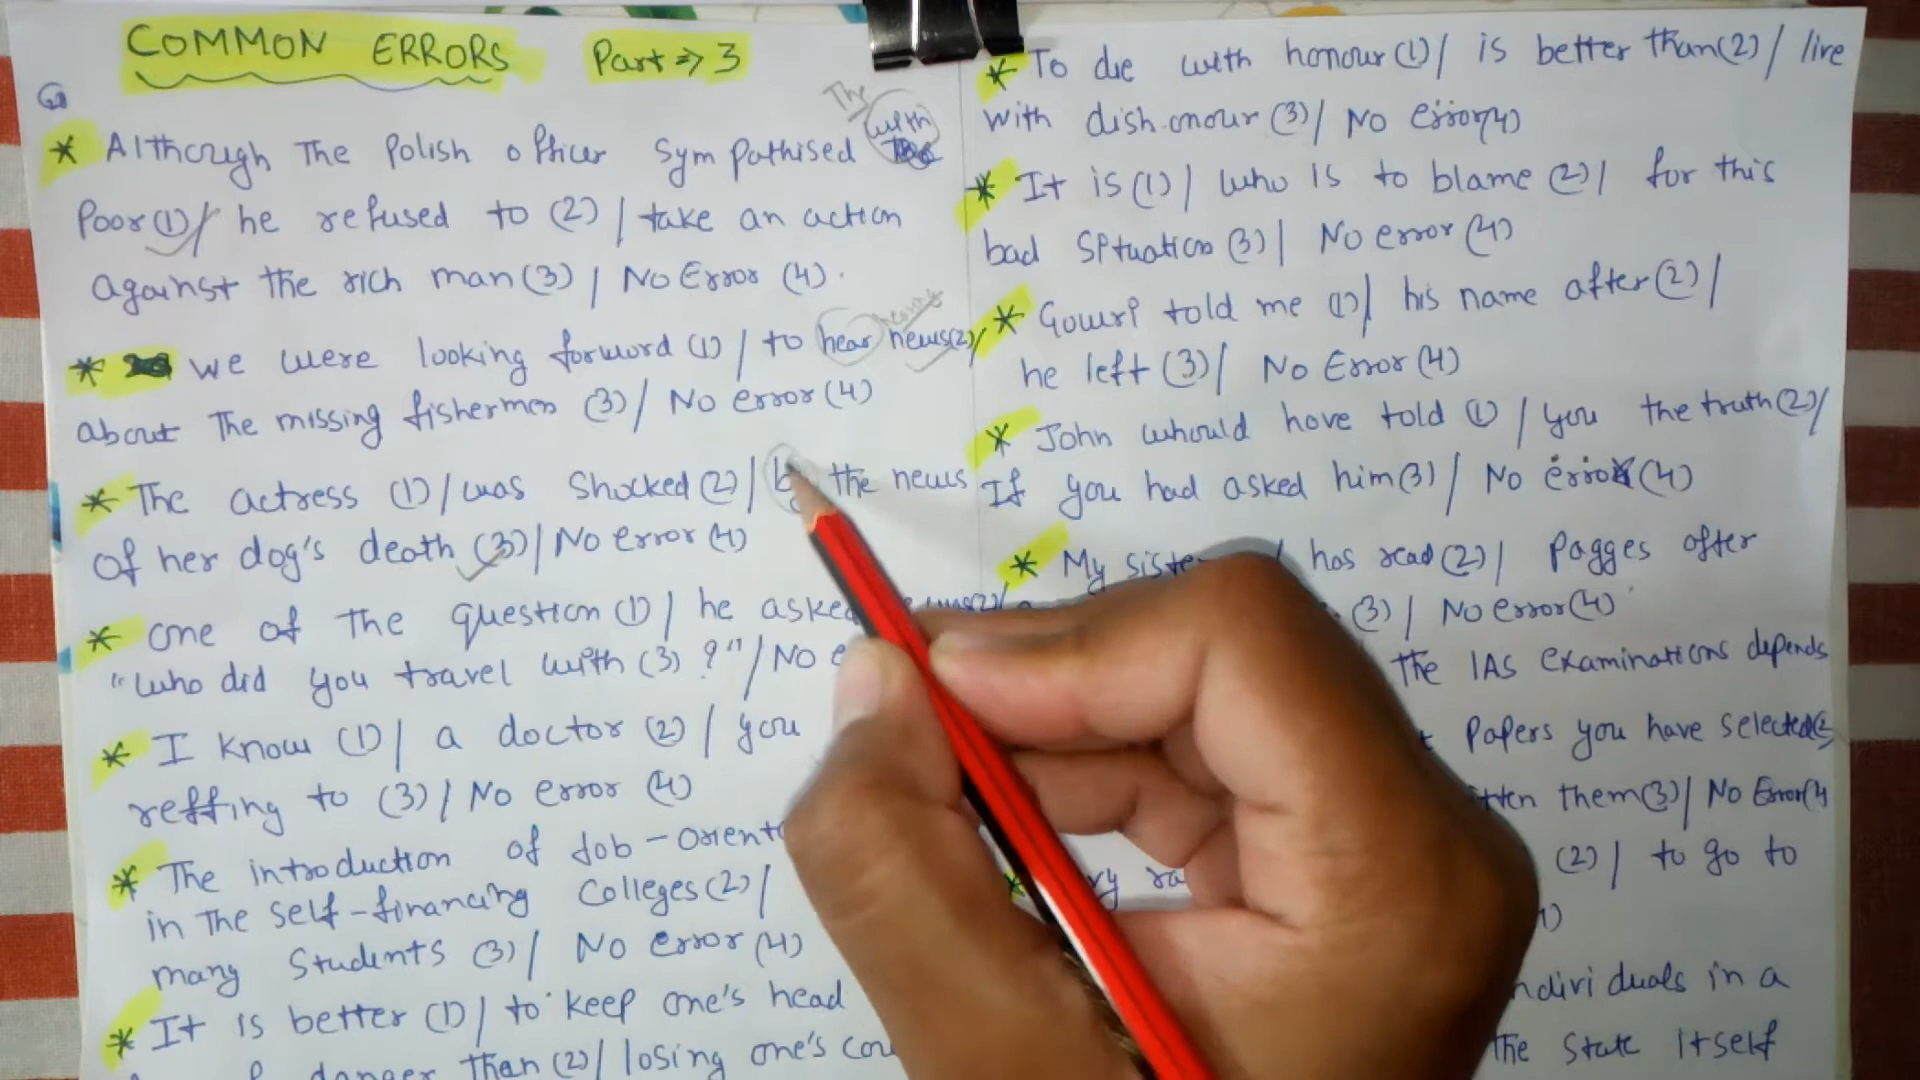 COMMON ERRORS Part => 3
The
with
* Although The Polish officer Sympathised
Poor (1)/ he refused to (2) / take an action
against the rich man (3) / No Error (4).
hearing
* we were looking forword (1) / to hear news (2)/
about The missing fishermen (3)/ No error (4)
* The actress (1) / was Shocked (2) / by the news
of her dog's death (3) / No error (4)
* one of the question (1) / he asked
"who did you travel with (3) ?" / No
* I know (1) / a doctor (2) / you
reffing to (3) / No error (4)
* The introduction of Job-Oriente
in The Self-financing Colleges (2) /
many Students (3) / No error (4)
* It is better (1) / to keep one's head
danger Than (2) / losing one's
* To die with honour (1) / is better than (2) / live
with dishonour (3) / No error (4)
* It is (1) / who is to blame (2) / for this
bad Situation (3) / No error (4)
* Gowri told me (1) / his name after (2) /
he left (3) / No Error (4)
* John whould have told (1) / you the truth (2) /
If you had asked him (3) / No error (4)
* My sister / has read (2) / Pagges after
(3) / No error (4)
The IAS examinations depends
Papers you have selected (2
them (3) / No Error (4
(2) / to go to
individuals in a
The state itself